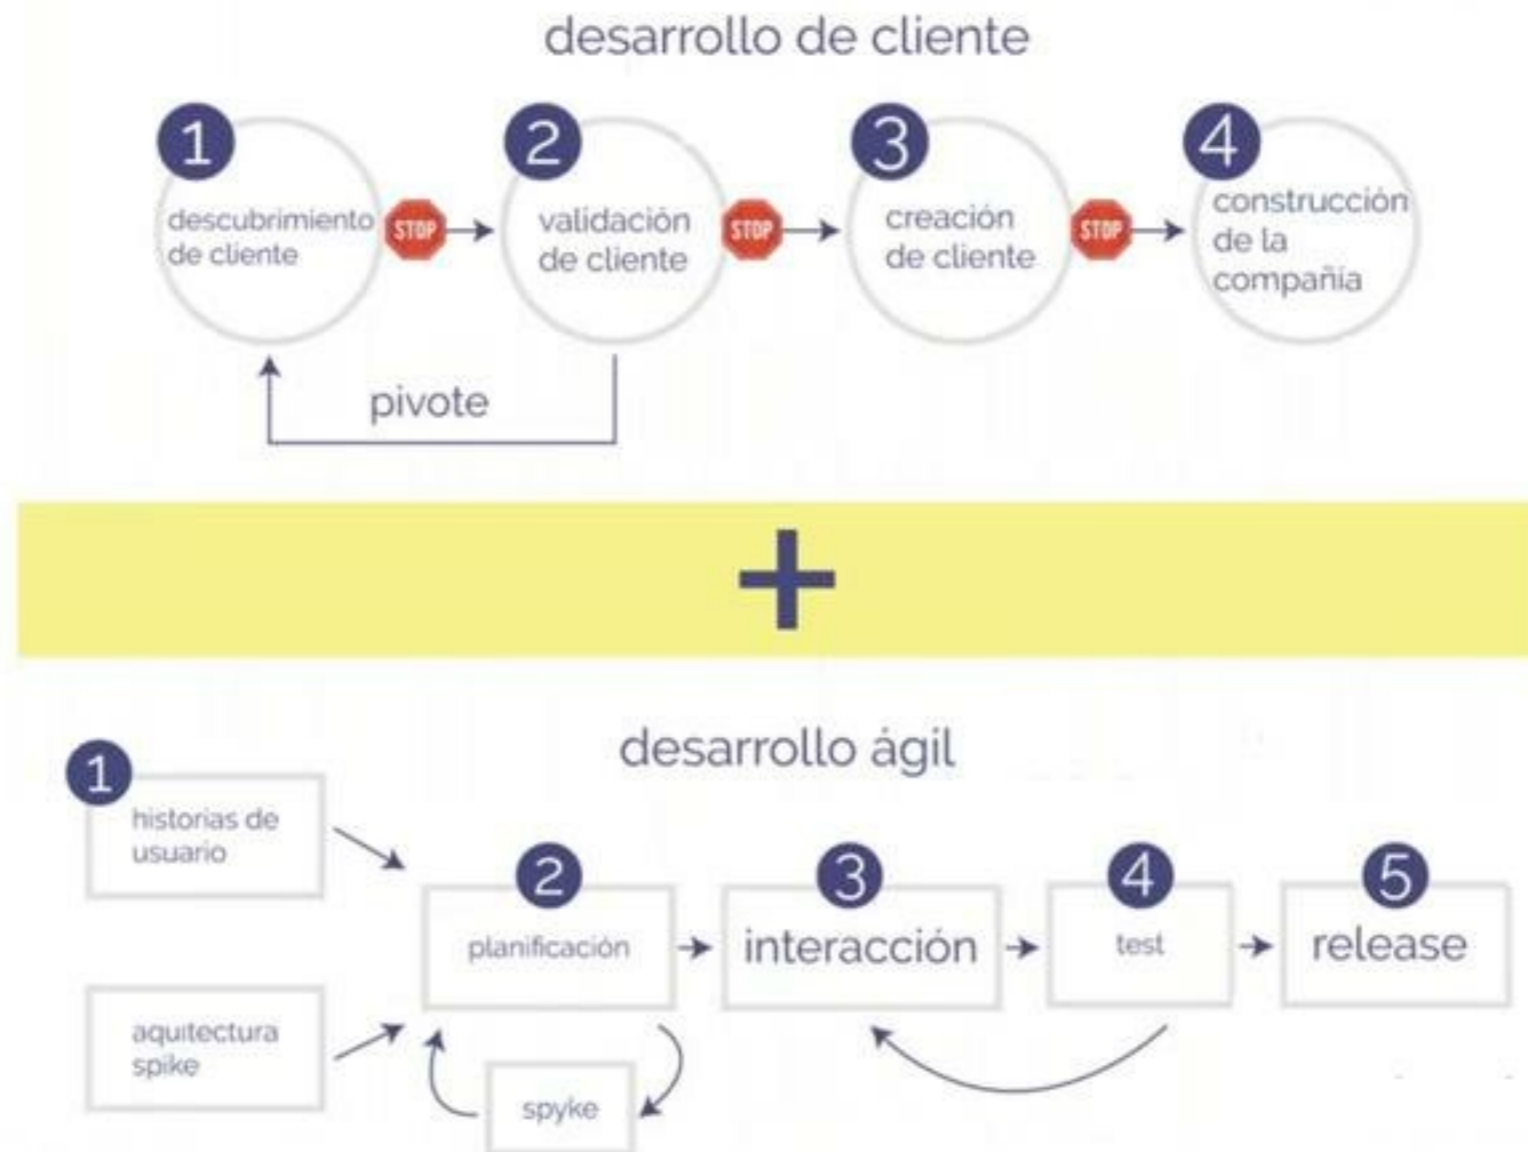 desarrollo de cliente
1
descubrimiento
de cliente
STOP
2
validación
de cliente
STOP
3
creación
de cliente
STOP
4
construcción
de la
compañia
pivote
+
desarrollo ágil
1
historias de
usuario
aquitectura
spike
2
planificación
spyke
3
interacción
4
test
5
release